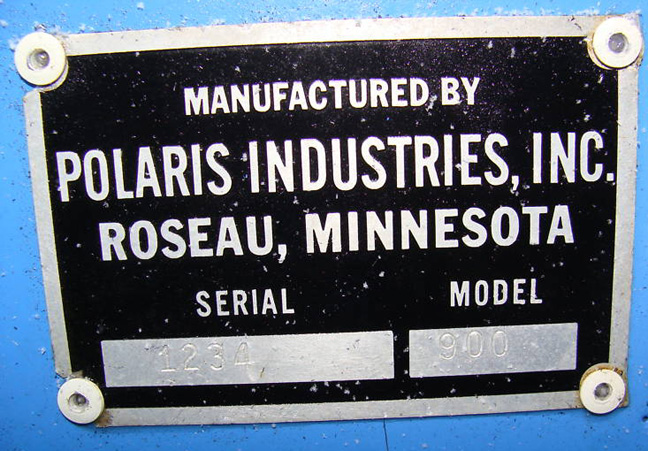 MANUFACTURED BY
POLARIS INDUSTRIES, INC.
ROSEAU, MINNESOTA
SERIAL MODEL
1234 900